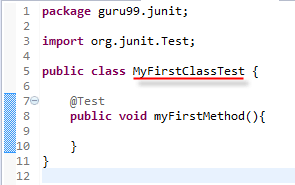 1 package guru99.junit;
2
3 import org.junit.Test;
4
5 public class MyFirstClassTest {
6
7 @Test
8 public void myFirstMethod(){
9
10 }
11 }
12